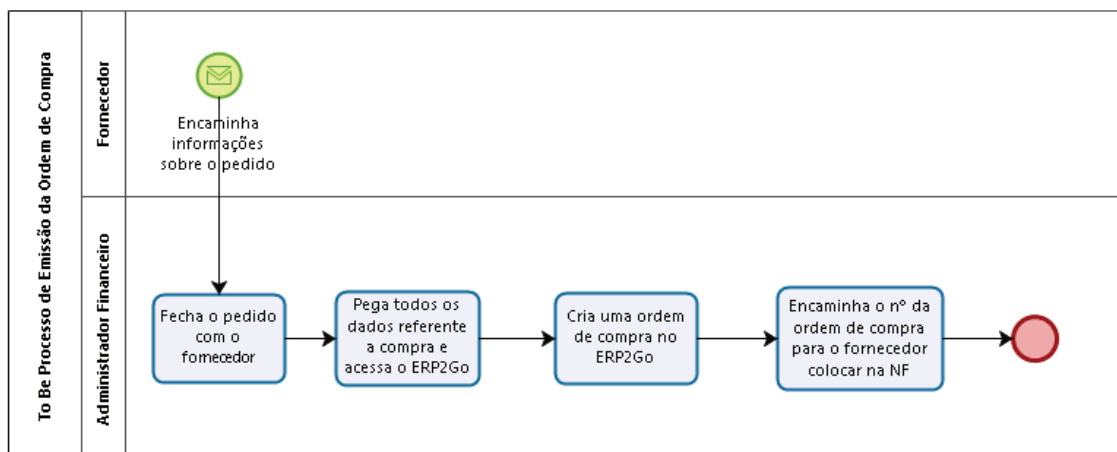 To Be Processo de Emissão da Ordem de Compra
Fornecedor
Encaminha
informações
sobre o pedido
Administrador Financeiro
Fecha o pedido
com o
fornecedor
Pega todos os
dados referente
a compra e
acessa o ERP2Go
Cria uma ordem
de compra no
ERP2Go
Encaminha o nº da
ordem de compra
para o fornecedor
colocar na NF